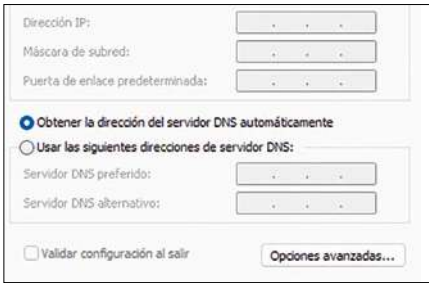 Dirección IP:
Máscara de subred:
Puerta de enlace predeterminada:
Obtener la dirección del servidor DNS automáticamente
Usar las siguientes direcciones de servidor DNS:
Servidor DNS preferido:
Servidor DNS alternativo:
Validar configuración al salir
Opciones avanzadas...